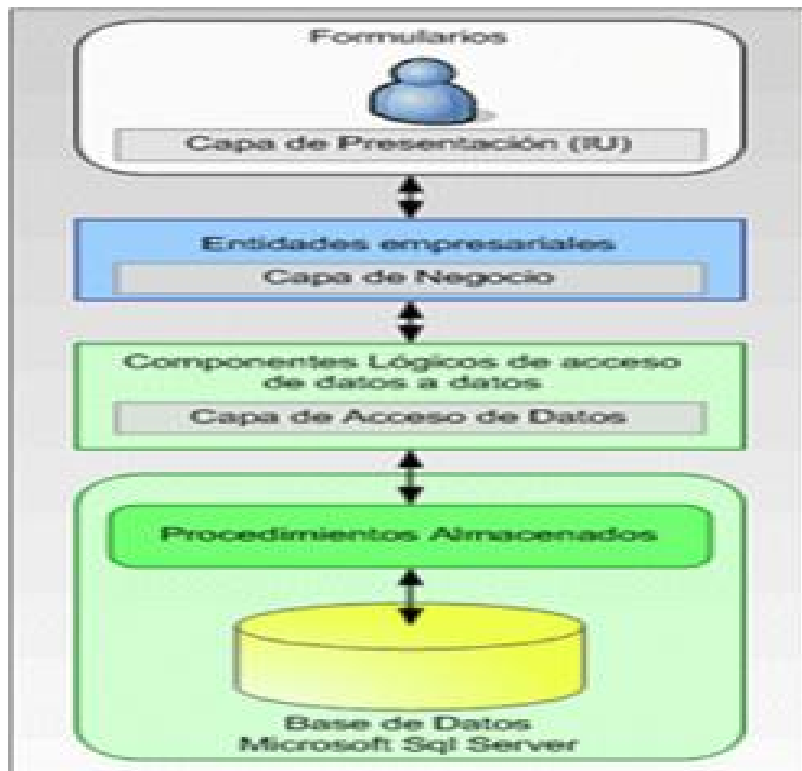 Formularios
Capa de Presentación (IU)
Entidades empresariales
Capa de Negocio
Componentes Lógicos de acceso
de datos a datos
Capa de Acceso de Datos
Procedimientos Almacenados
Base de Datos
Microsoft Sql Server